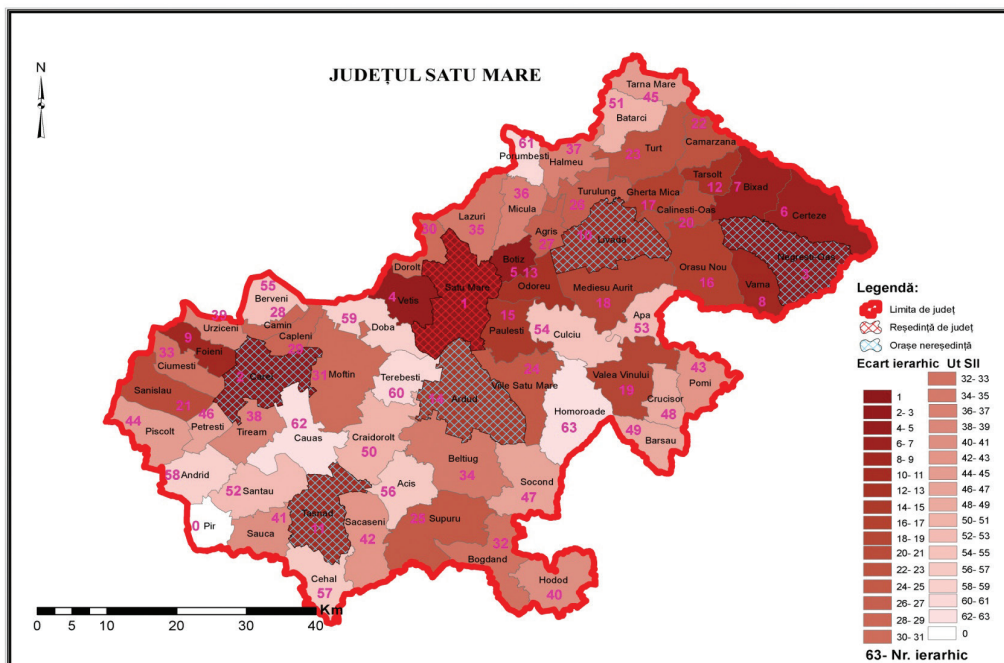 JUDEȚUL SATU MARE
N
Tarna Mare
45
51
Batarci
Camarzana
Turt
61
Porumbesti
37
Halmeu
Tarsolt
12
7
Bixad
6
Certeze
36
Micula
Turulung
Gherta Mica
17
Calinesti-Oas
Lazuri
35
30
Agris
27
Livada
Negresti-Oas
Dorolt
Botiz
5
13
Odoreu
Satu Mare
1
4
Vetis
Mediesu Aurit
18
Orasu Nou
16
Vama
8
55
Berveni
28
Camin
Urziceni
59
Doba
15
Paulesti
54
Culciu
Apa
53
9
Foieni
Capleni
33
Ciumesti
Carei
31
Moftin
Terebesti
60
Ardud
Viile Satu Mare
Valea Vinului
19
43
Pomi
Crucisor
48
Sanislau
21
46
Petresti
38
Tiream
62
Cauas
44
Piscolt
Homoroade
63
49
Barsau
Craidorolt
50
Beltiug
34
58
Andrid
52
Santau
56
Acis
Socond
47
0
Pir
41
Sauca
Tasnad
Sacaseni
42
Supuru
32
Bogdand
Cehal
57
Hodod
40
Km
0 5 10 20 30 40
Legendă:
Limita de județ
Reședință de județ
Orașe nereședință
Ecart ierarhic Ut SII
1
2- 3
4- 5
6- 7
8- 9
10- 11
12- 13
14- 15
16- 17
18- 19
20- 21
22- 23
24- 25
26- 27
28- 29
30- 31
32- 33
34- 35
36- 37
38- 39
40- 41
42- 43
44- 45
46- 47
48- 49
50- 51
52- 53
54- 55
56- 57
58- 59
60- 61
62- 63
0
63- Nr. ierarhic